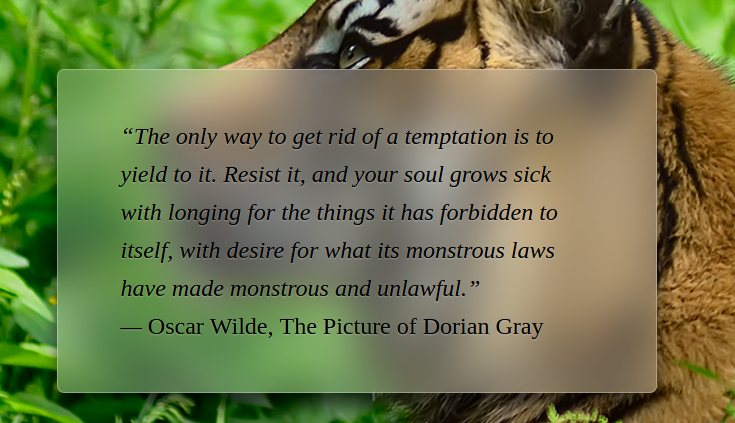 “The only way to get rid of a temptation is to
yield to it. Resist it, and your soul grows sick
with longing for the things it has forbidden to
itself, with desire for what its monstrous laws
have made monstrous and unlawful.”
— Oscar Wilde, The Picture of Dorian Gray